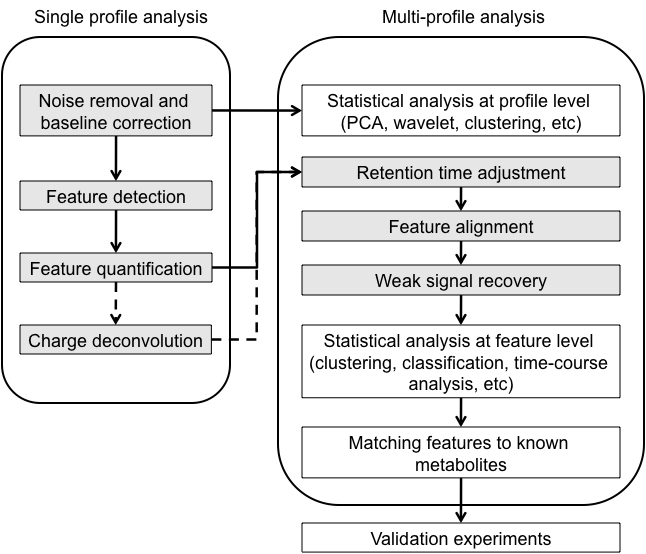 Single profile analysis
Noise removal and
baseline correction
Feature detection
Feature quantification
Charge deconvolution
Multi-profile analysis
Statistical analysis at profile level
(PCA, wavelet, clustering, etc)
Retention time adjustment
Feature alignment
Weak signal recovery
Statistical analysis at feature level
(clustering, classification, time-course
analysis, etc)
Matching features to known
metabolites
Validation experiments